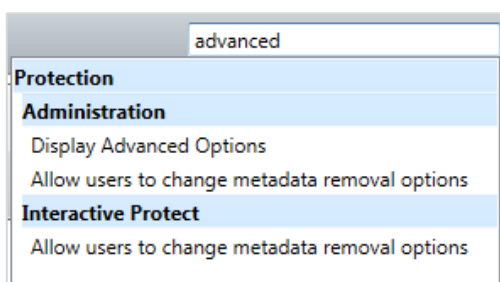 advanced
Protection
Administration
Display Advanced Options
Allow users to change metadata removal options
Interactive Protect
Allow users to change metadata removal options